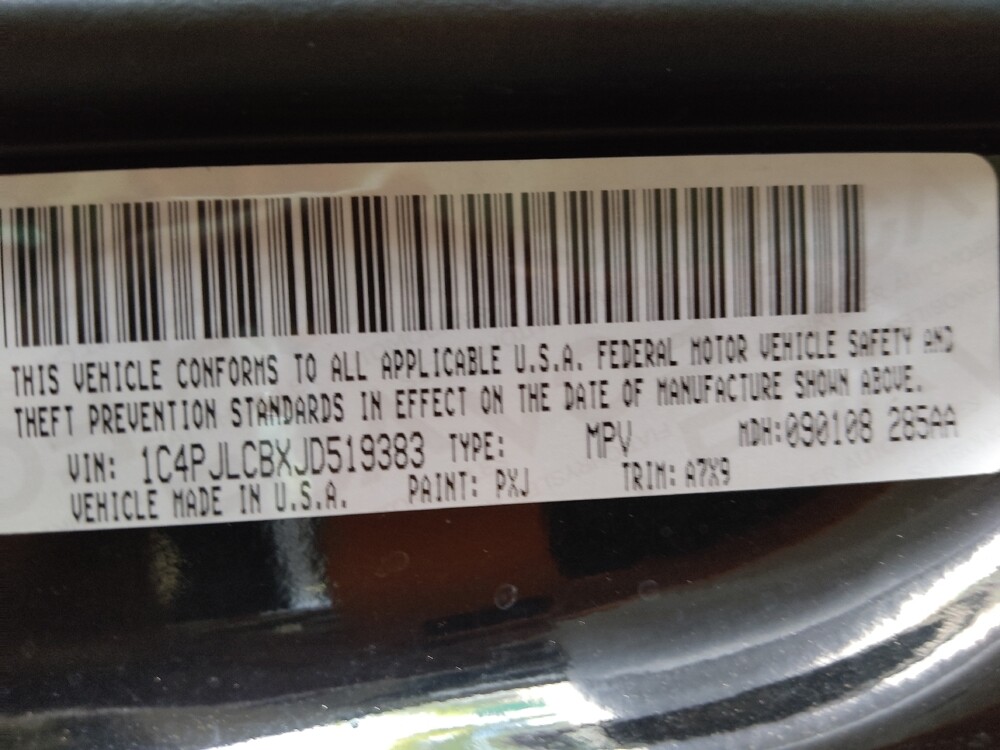 THIS VEHICLE CONFORMS TO ALL APPLICABLE U.S.A. FEDERAL MOTOR VEHICLE SAFETY AND
THEFT PREVENTION STANDARDS IN EFFECT ON THE DATE OF MANUFACTURE SHOWN ABOVE.
VIN: 1C4PJLCBXJD519383 TYPE: MPV MDH:090108 285AA
VEHICLE MADE IN U.S.A. PAINT: PXJ TRIM: A7X9